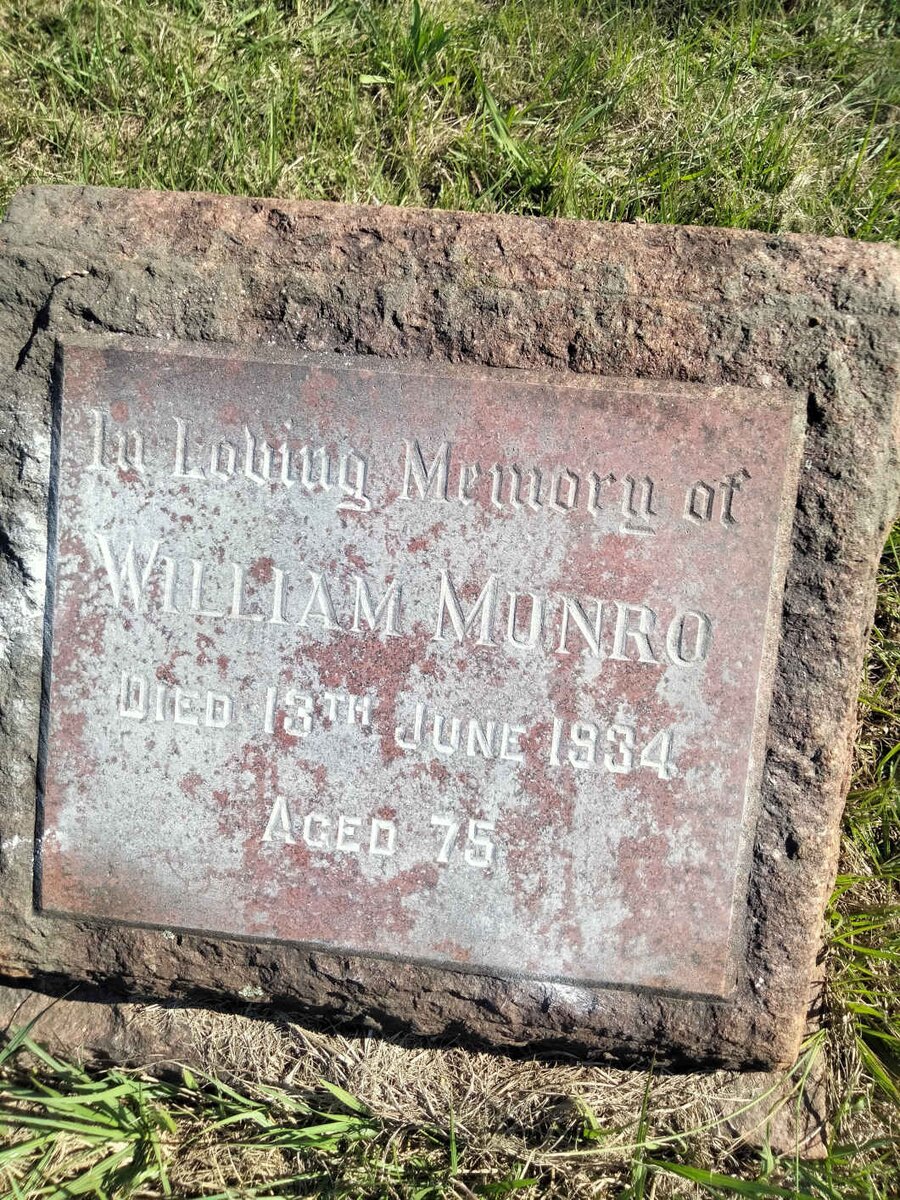 In Loving Memory of
WILLIAM MUNRO
DIED 13TH JUNE 1934
AGED 75